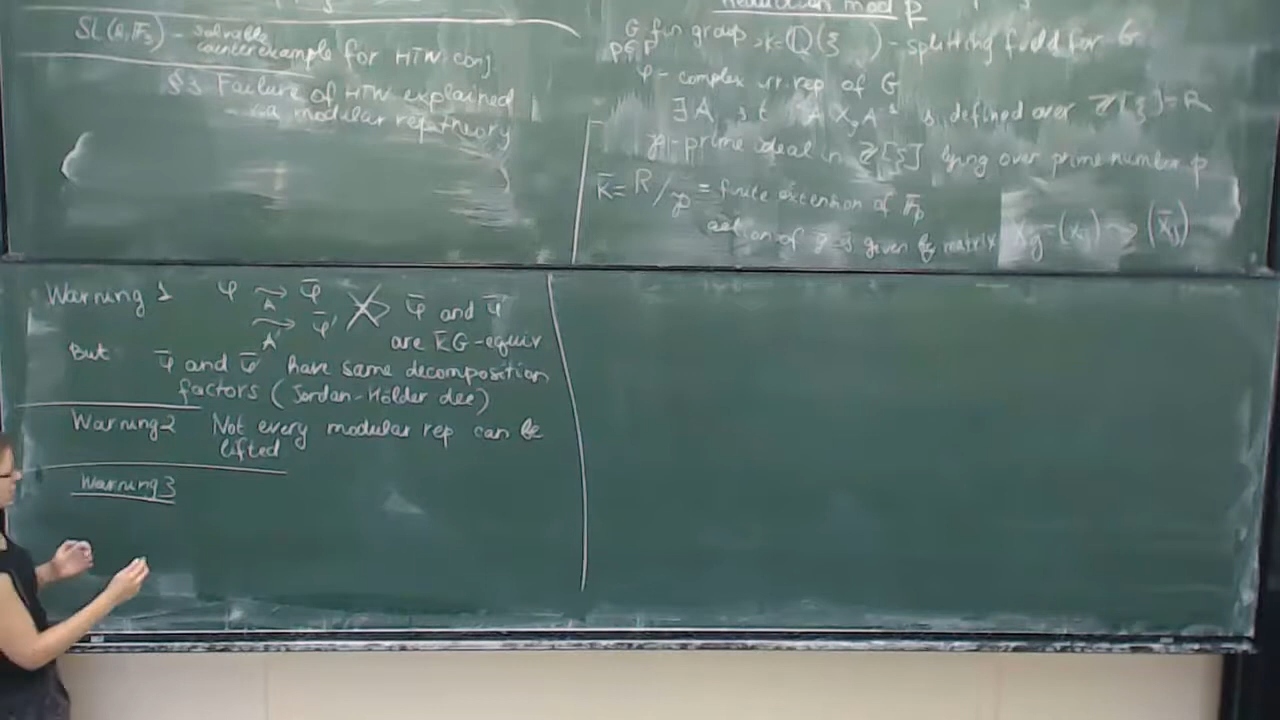 SL(2,F₃) - solvable
counterexample for HTW conj.
§3 Failure of HTW explained
via modular rep theory
Reduction mod p
G fin group, K=Q(ξ ) - splitting field for G
φ - complex irr. rep of G
∃ A, s.t A X_g A⁻¹ is defined over Z[ξ]=R
𝔭 - prime ideal in Z[ξ] lying over prime number p
K̄ = R/𝔭 = finite extension of F_p
action of g given by matrix X_g=(x_ij) ⇝ (x̄_ij)
Warning 1 φ ⇝ φ̄ φ̄ and φ̄'
A
⇝ φ̄'
A' are K̄G-equiv
But φ̄ and φ̄' have same decomposition
factors (Jordan-Hölder dec)
Warning 2 Not every modular rep can be
lifted
Warning 3